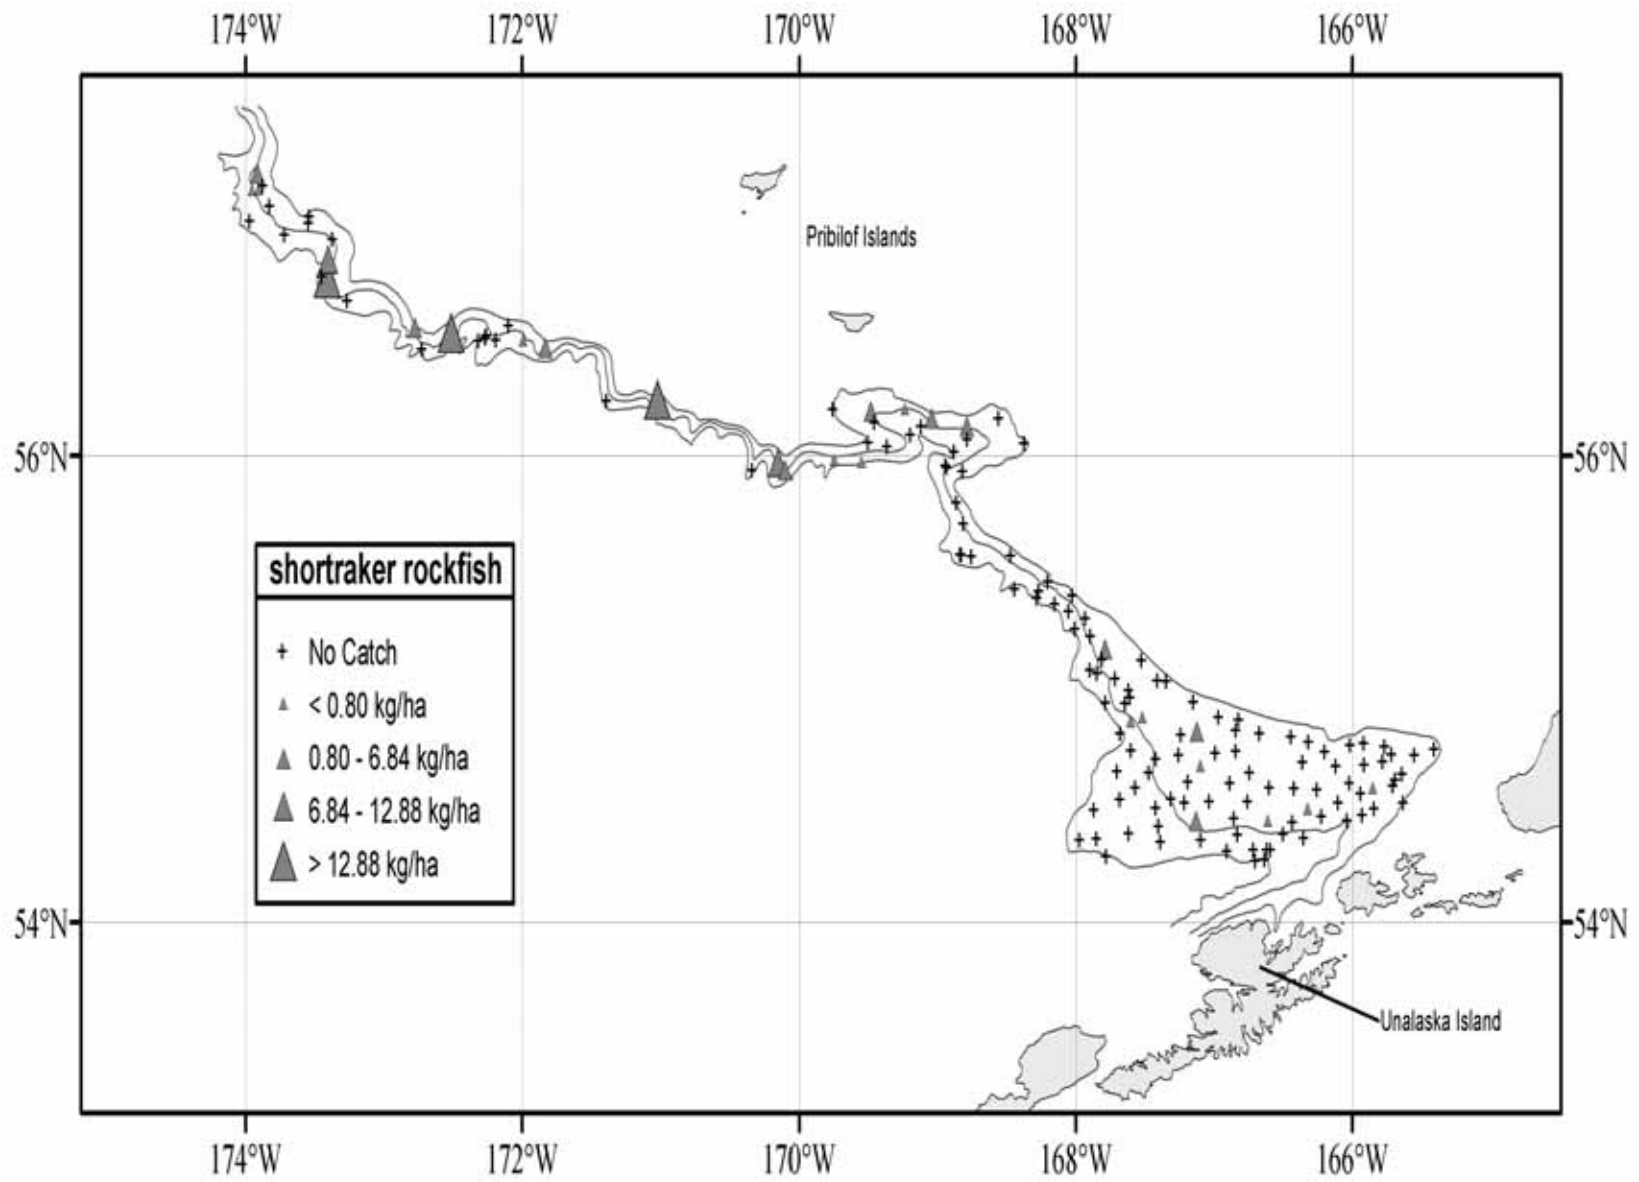 174°W 172°W 170°W 168°W 166°W
Pribilof Islands
56°N 56°N
shortraker rockfish
No Catch
< 0.80 kg/ha
0.80 - 6.84 kg/ha
6.84 - 12.88 kg/ha
> 12.88 kg/ha
54°N 54°N
Unalaska Island
174°W 172°W 170°W 168°W 166°W